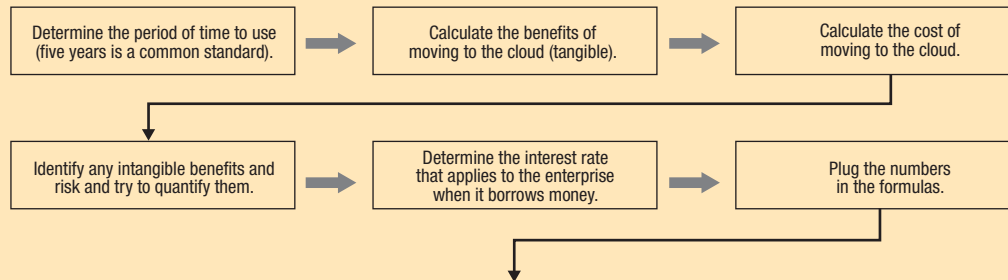 Determine the period of time to use
(five years is a common standard).
Calculate the benefits of
moving to the cloud (tangible).
Calculate the cost of
moving to the cloud.
Identify any intangible benefits and
risk and try to quantify them.
Determine the interest rate
that applies to the enterprise
when it borrows money.
Plug the numbers
in the formulas.